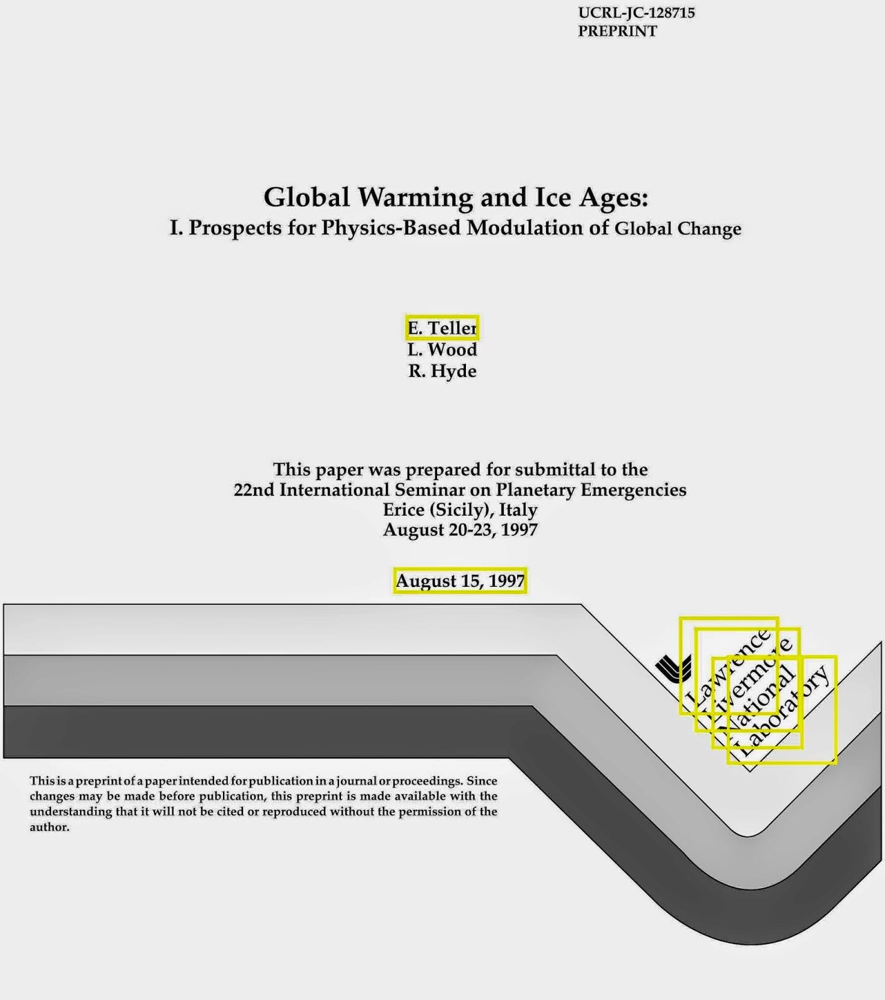 UCRL-JC-128715
PREPRINT
Global Warming and Ice Ages:
I. Prospects for Physics-Based Modulation of Global Change
E. Teller
L. Wood
R. Hyde
This paper was prepared for submittal to the
22nd International Seminar on Planetary Emergencies
Erice (Sicily), Italy
August 20-23, 1997
August 15, 1997
Lawrence
Livermore
National
Laboratory
This is a preprint of a paper intended for publication in a journal or proceedings. Since
changes may be made before publication, this preprint is made available with the
understanding that it will not be cited or reproduced without the permission of the
author.